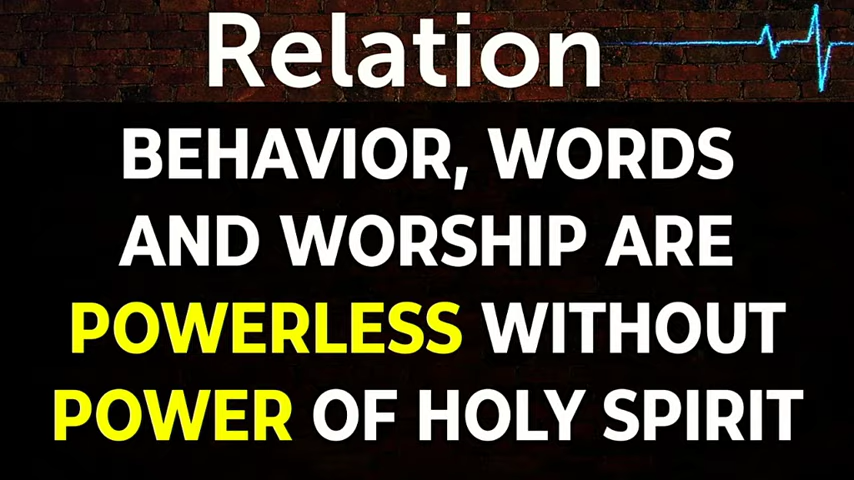 Relation
BEHAVIOR, WORDS
AND WORSHIP ARE
POWERLESS WITHOUT
POWER OF HOLY SPIRIT